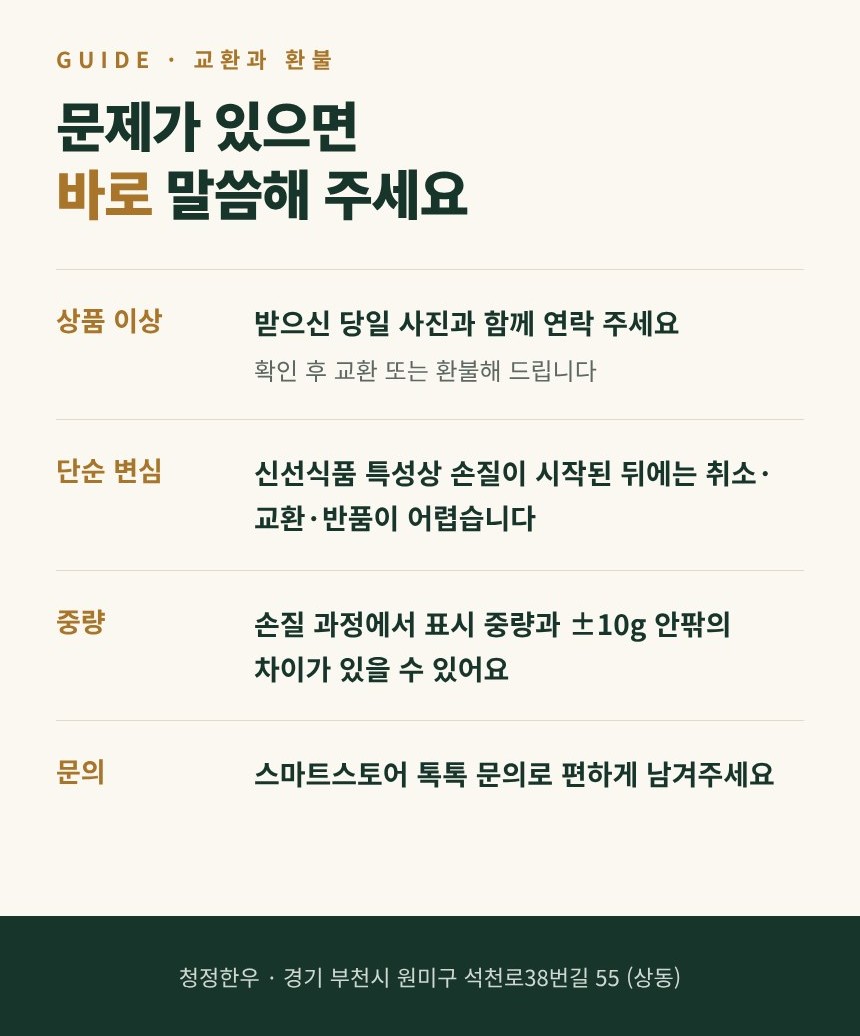 GUIDE · 교환과 환불
문제가 있으면
바로 말씀해 주세요
상품 이상
받으신 당일 사진과 함께 연락 주세요
확인 후 교환 또는 환불해 드립니다
단순 변심
신선식품 특성상 손질이 시작된 뒤에는 취소·
교환·반품이 어렵습니다
중량
손질 과정에서 표시 중량과 ±10g 안팎의
차이가 있을 수 있어요
문의
스마트스토어 톡톡 문의로 편하게 남겨주세요
청정한우 · 경기 부천시 원미구 석천로38번길 55 (상동)